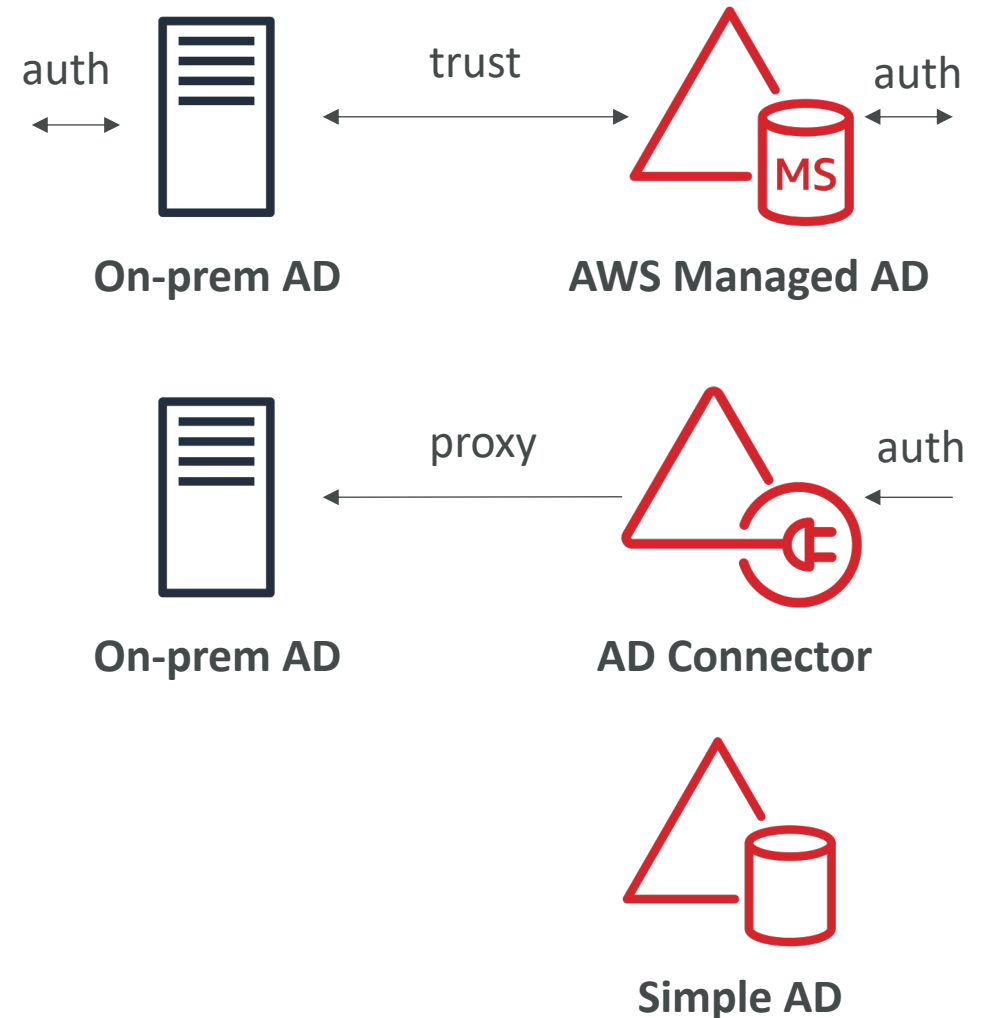 auth
trust
auth
MS
On-prem AD
AWS Managed AD
proxy
auth
On-prem AD
AD Connector
Simple AD